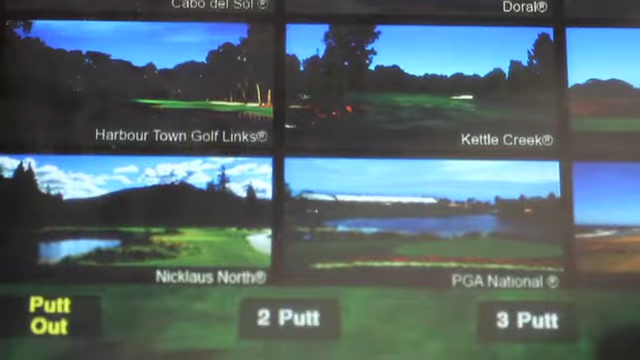 Cabo del Sol ®
Doral®
Harbour Town Golf Links®
Kettle Creek®
Nicklaus North®
PGA National ®
Putt
Out
2 Putt
3 Putt